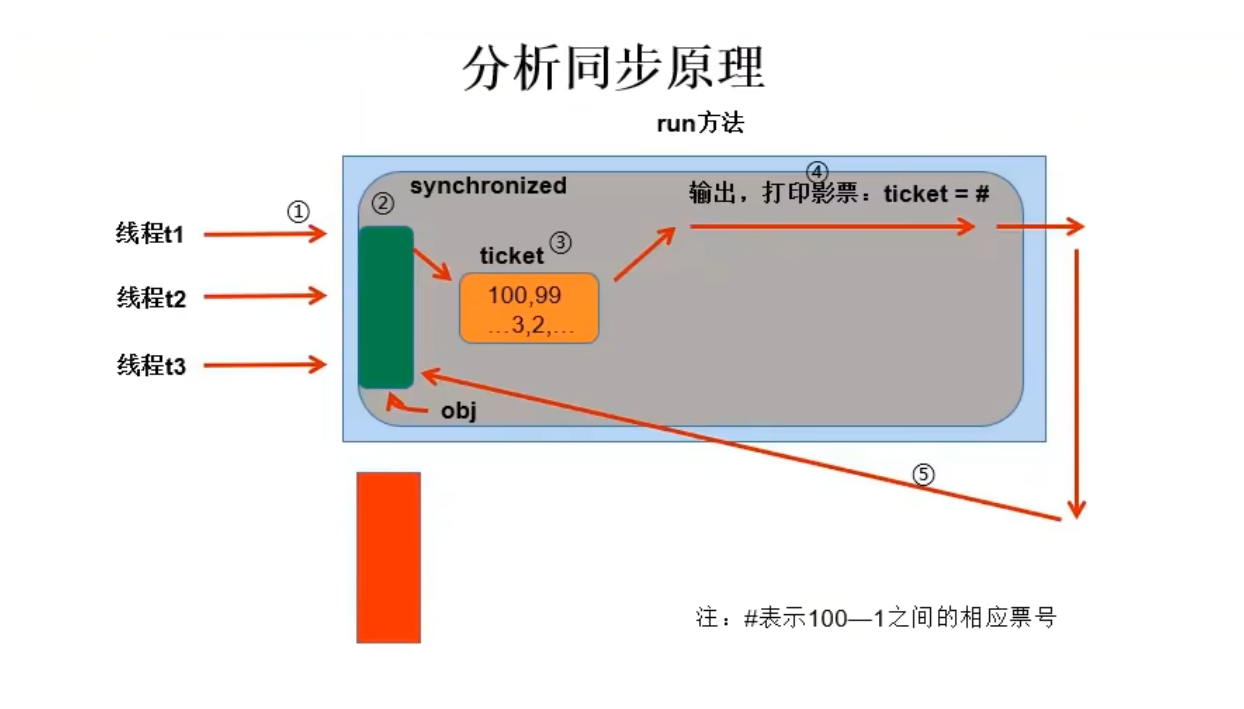 分析同步原理
run方法
synchronized
④
输出，打印影票：ticket = #
①
②
线程t1
ticket③
100,99
...3,2,...
线程t2
线程t3
obj
⑤
注：#表示100—1之间的相应票号